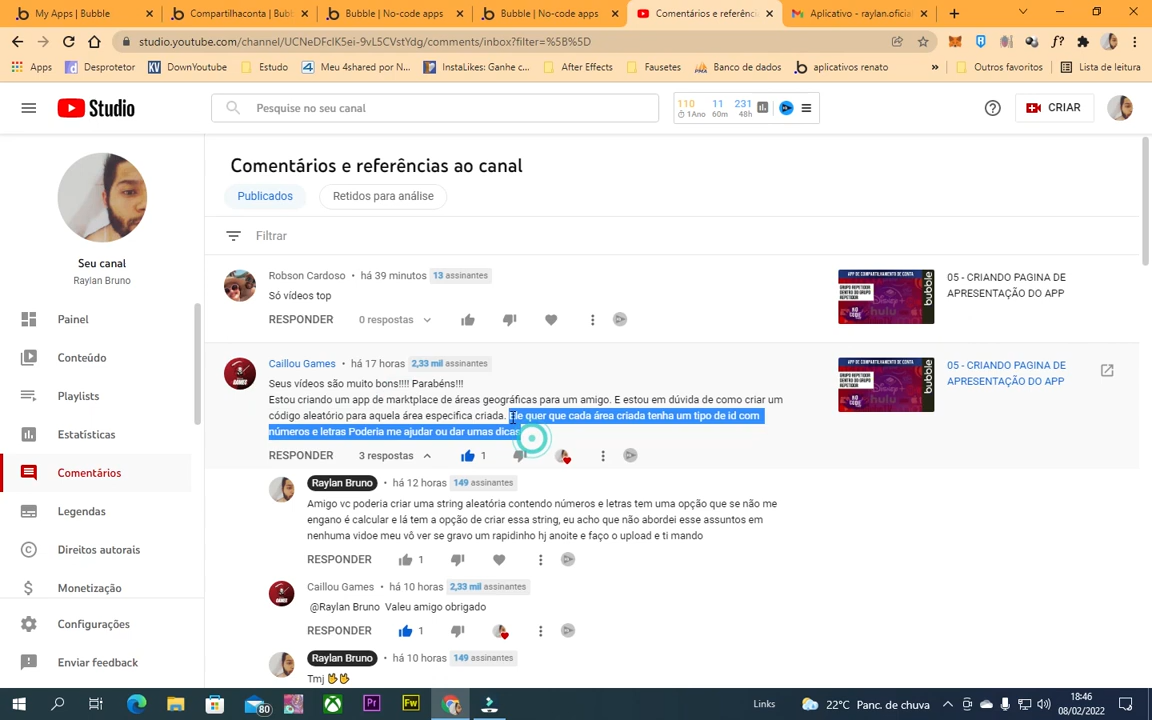 My Apps | Bubble
Compartilhaconta | Bub
Bubble | No-code apps
Bubble | No-code apps
Comentários e referênci
Aplicativo - raylan.oficia
studio.youtube.com/channel/UCNeDFclK5ei-9vL5CVstYdg/comments/inbox?filter=%5B%5D
Apps
Desprotetor
DownYoutube
Estudo
Meu 4shared por N...
InstaLikes: Ganhe c...
After Effects
Fausetes
Banco de dados
aplicativos renato
Outros favoritos
Lista de leitura
Studio
Pesquise no seu canal
110 11 231
1Ano 60m 48h
CRIAR
Seu canal
Raylan Bruno
Painel
Conteúdo
Playlists
Estatísticas
Comentários
Legendas
Direitos autorais
Monetização
Configurações
Enviar feedback
Comentários e referências ao canal
Publicados
Retidos para análise
Filtrar
Robson Cardoso • há 39 minutos 13 assinantes
Só vídeos top
RESPONDER 0 respostas
05 - CRIANDO PAGINA DE
APRESENTAÇÃO DO APP
Caillou Games • há 17 horas 2,33 mil assinantes
Seus vídeos são muito bons!!!! Parabéns!!!
Estou criando um app de marktplace de áreas geográficas para um amigo. E estou em dúvida de como criar um
código aleatório para aquela área especifica criada. Ele quer que cada área criada tenha um tipo de id com
números e letras Poderia me ajudar ou dar umas dicas
RESPONDER 3 respostas 1
05 - CRIANDO PAGINA DE
APRESENTAÇÃO DO APP
Raylan Bruno • há 12 horas 149 assinantes
Amigo vc poderia criar uma string aleatória contendo números e letras tem uma opção que se não me
engano é calcular e lá tem a opção de criar essa string, eu acho que não abordei esse assuntos em
nenhuma vidoe meu vô ver se gravo um rapidinho hj anoite e faço o upload e ti mando
RESPONDER 1
Caillou Games • há 10 horas 2,33 mil assinantes
@Raylan Bruno Valeu amigo obrigado
RESPONDER 1
Raylan Bruno • há 10 horas 149 assinantes
Tmj
80
Pr
Fw
Links
22°C Panc. de chuva
18:46
08/02/2022